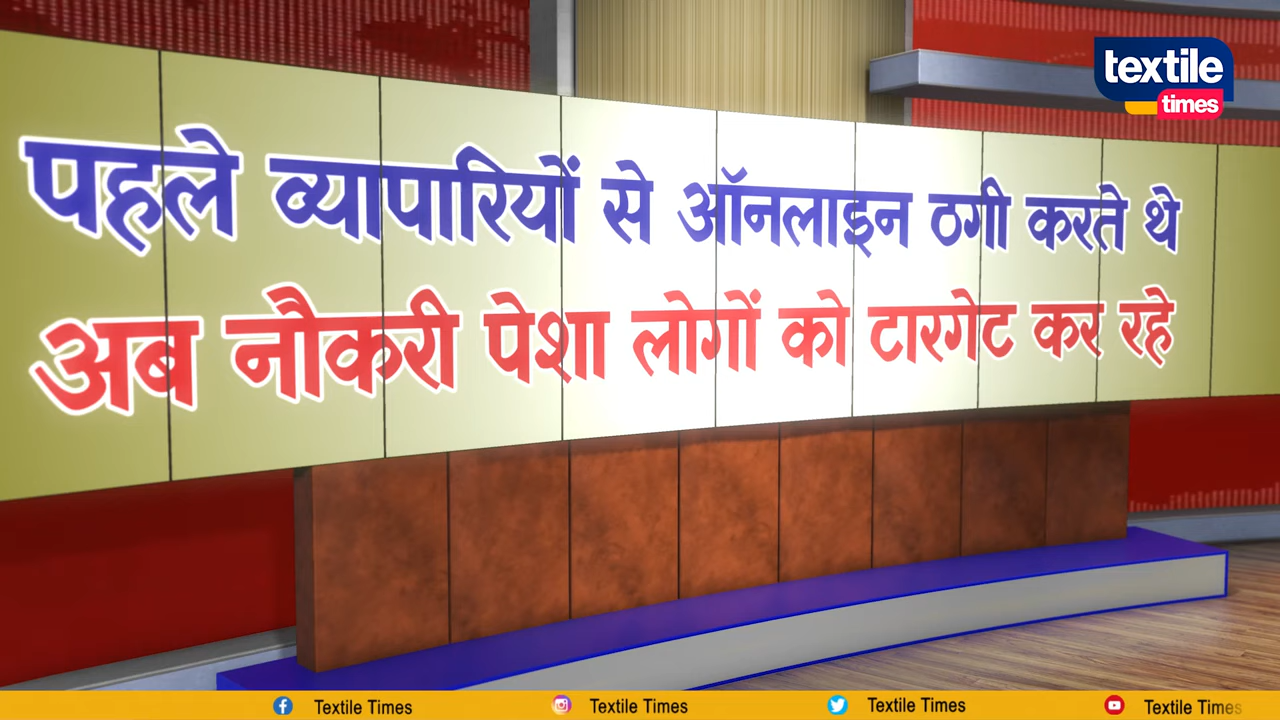 textile
times
पहले व्यापारियों से ऑनलाइन ठगी करते थे
अब नौकरी पेशा लोगों को टारगेट कर रहे
Textile Times
Textile Times
Textile Times
Textile Times